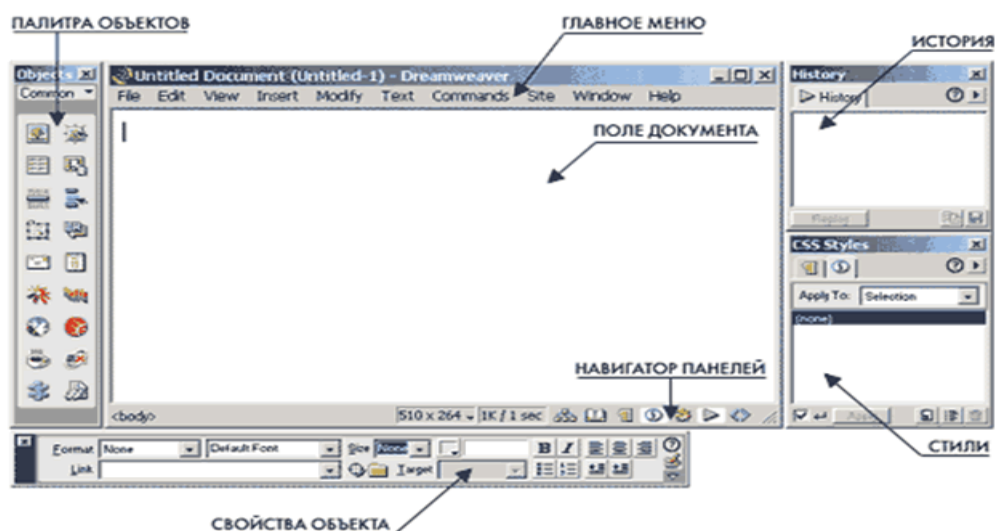 ПАЛИТРА ОБЪЕКТОВ
ГЛАВНОЕ МЕНЮ
ИСТОРИЯ
Objects
Untitled Document (Untitled-1) - Dreamweaver
History
Common
File Edit View Insert Modify Text Commands Site Window Help
History
ПОЛЕ ДОКУМЕНТА
Replay
CSS Styles
Apply To: Selection
(none)
НАВИГАТОР ПАНЕЛЕЙ
<body>
510 x 264 1K / 1 sec
Apply
СТИЛИ
Format None Default Font Size None B I
Link Target
СВОЙСТВА ОБЪЕКТА